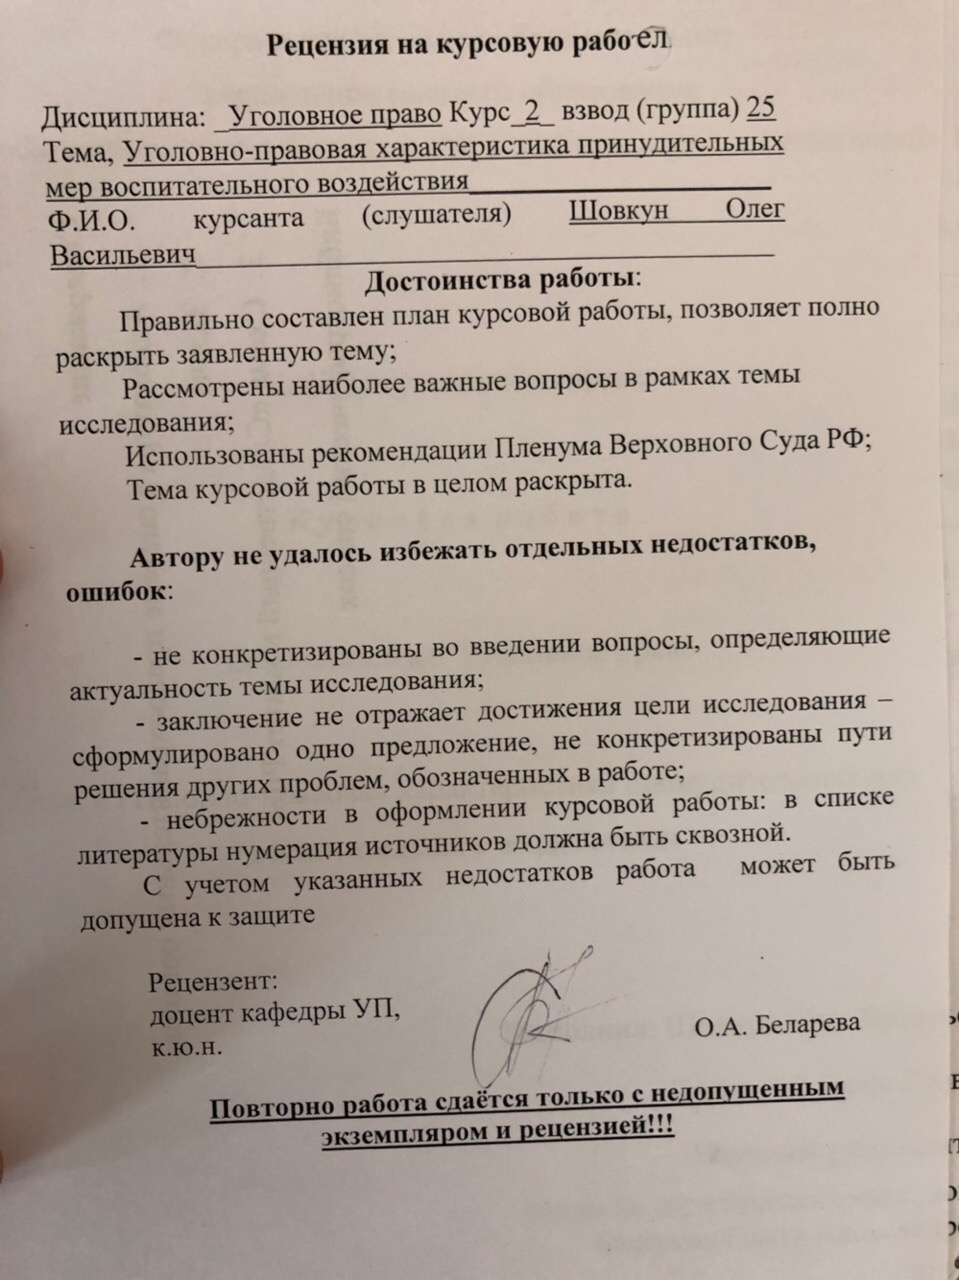 Рецензия на курсовую рабоел
Дисциплина: _Уголовное право Курс_2_ взвод (группа) 25
Тема, Уголовно-правовая характеристика принудительных
мер воспитательного воздействия
Ф.И.О. курсанта (слушателя) Шовкун Олег
Васильевич
Достоинства работы:
Правильно составлен план курсовой работы, позволяет полно
раскрыть заявленную тему;
Рассмотрены наиболее важные вопросы в рамках темы
исследования;
Использованы рекомендации Пленума Верховного Суда РФ;
Тема курсовой работы в целом раскрыта.
Автору не удалось избежать отдельных недостатков,
ошибок:
- не конкретизированы во введении вопросы, определяющие
актуальность темы исследования;
- заключение не отражает достижения цели исследования –
сформулировано одно предложение, не конкретизированы пути
решения других проблем, обозначенных в работе;
- небрежности в оформлении курсовой работы: в списке
литературы нумерация источников должна быть сквозной.
С учетом указанных недостатков работа может быть
допущена к защите
Рецензент:
доцент кафедры УП,
к.ю.н. О.А. Беларева
Повторно работа сдаётся только с недопущенным
экземпляром и рецензией!!!